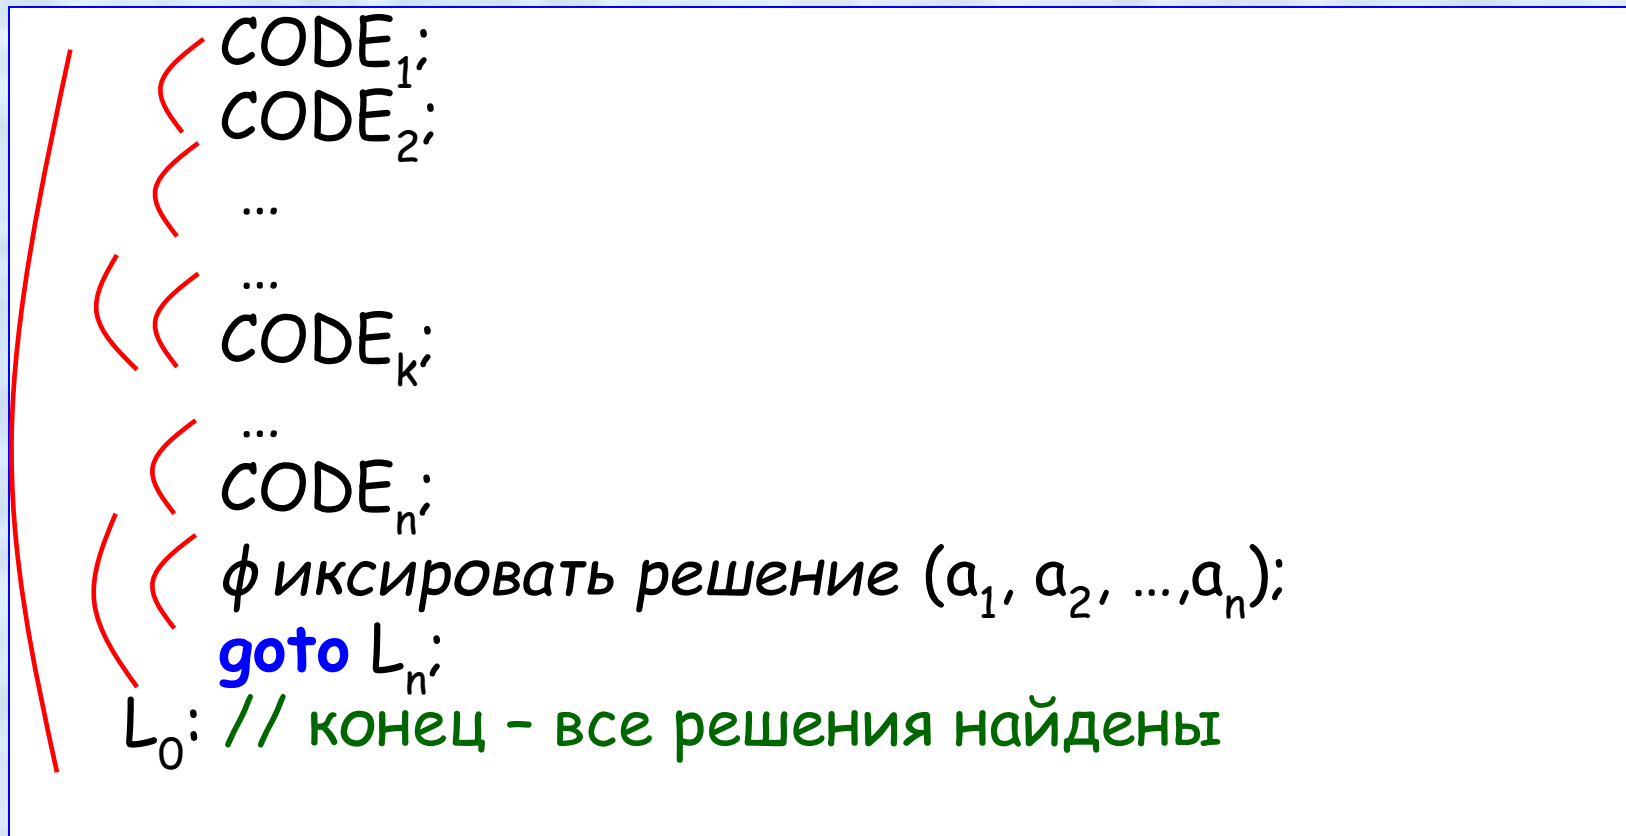 CODE₁;
CODE₂;
...
...
CODEₖ;
...
CODEₙ;
фиксировать решение (a₁, a₂, ...,aₙ);
goto Lₙ;
L₀: // конец – все решения найдены